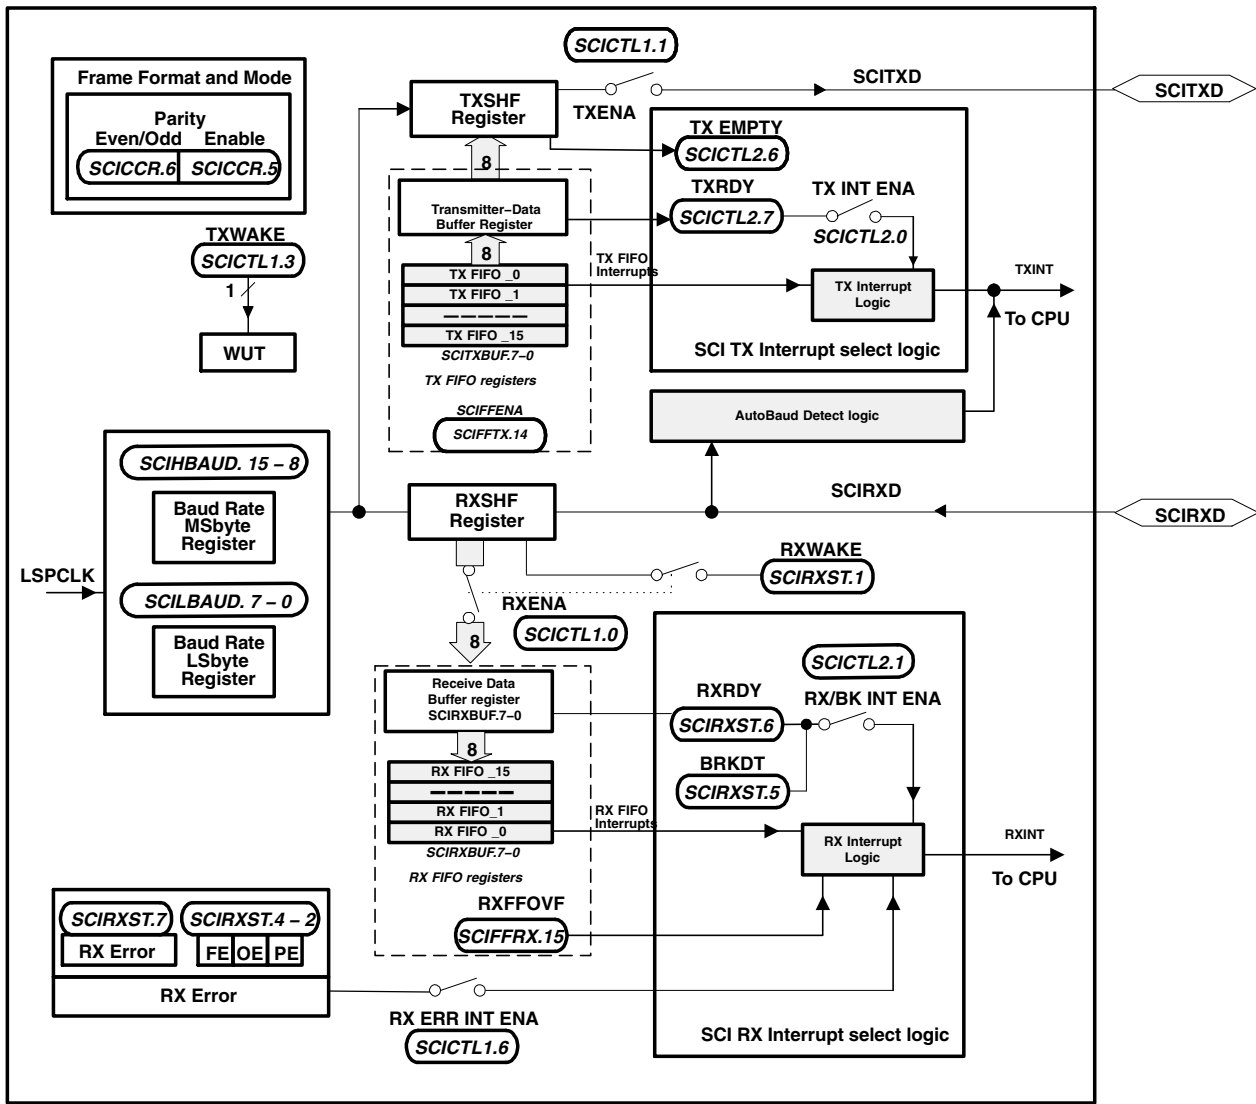 SCICTL1.1
Frame Format and Mode
Parity
Even/Odd Enable
SCICCR.6 SCICCR.5
TXSHF
Register
TXENA
SCITXD
SCITXD
TX EMPTY
SCICTL2.6
8
Transmitter–Data
Buffer Register
TXRDY
SCICTL2.7
TX INT ENA
SCICTL2.0
TXWAKE
SCICTL1.3
1
WUT
8
TX FIFO _0
TX FIFO _1
–––––
TX FIFO _15
SCITXBUF.7–0
TX FIFO registers
SCIFFENA
SCIFFTX.14
TX FIFO
Interrupts
TX Interrupt
Logic
TXINT
To CPU
SCI TX Interrupt select logic
AutoBaud Detect logic
SCIHBAUD. 15 – 8
Baud Rate
MSbyte
Register
LSPCLK
SCILBAUD. 7 – 0
Baud Rate
LSbyte
Register
RXSHF
Register
SCIRXD
SCIRXD
RXWAKE
SCIRXST.1
RXENA
SCICTL1.0
8
Receive Data
Buffer register
SCIRXBUF.7–0
8
RX FIFO _15
–––––
RX FIFO_1
RX FIFO _0
SCIRXBUF.7–0
RX FIFO registers
RXFFOVF
SCIFFRX.15
SCICTL2.1
RXRDY
SCIRXST.6
RX/BK INT ENA
BRKDT
SCIRXST.5
RX FIFO
Interrupts
RX Interrupt
Logic
RXINT
To CPU
SCI RX Interrupt select logic
SCIRXST.7 SCIRXST.4 – 2
RX Error FE OE PE
RX Error
RX ERR INT ENA
SCICTL1.6